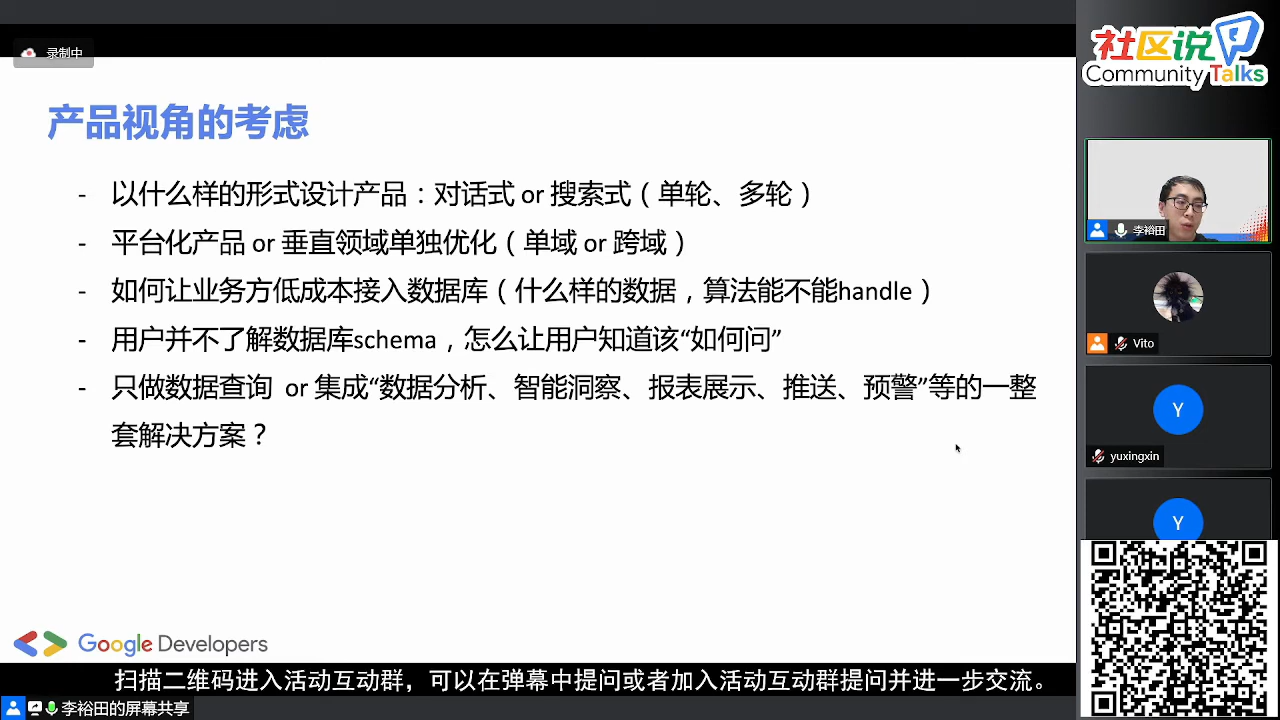 录制中
产品视角的考虑
- 以什么样的形式设计产品：对话式 or 搜索式（单轮、多轮）
- 平台化产品 or 垂直领域单独优化（单域 or 跨域）
- 如何让业务方低成本接入数据库（什么样的数据，算法能不能handle）
- 用户并不了解数据库schema，怎么让用户知道该“如何问”
- 只做数据查询 or 集成“数据分析、智能洞察、报表展示、推送、预警”等的一整
套解决方案？
Google Developers
扫描二维码进入活动互动群，可以在弹幕中提问或者加入活动互动群提问并进一步交流。
李裕田的屏幕共享
社区说
Community Talks
李裕田
Vito
Y
yuxingxin
Y